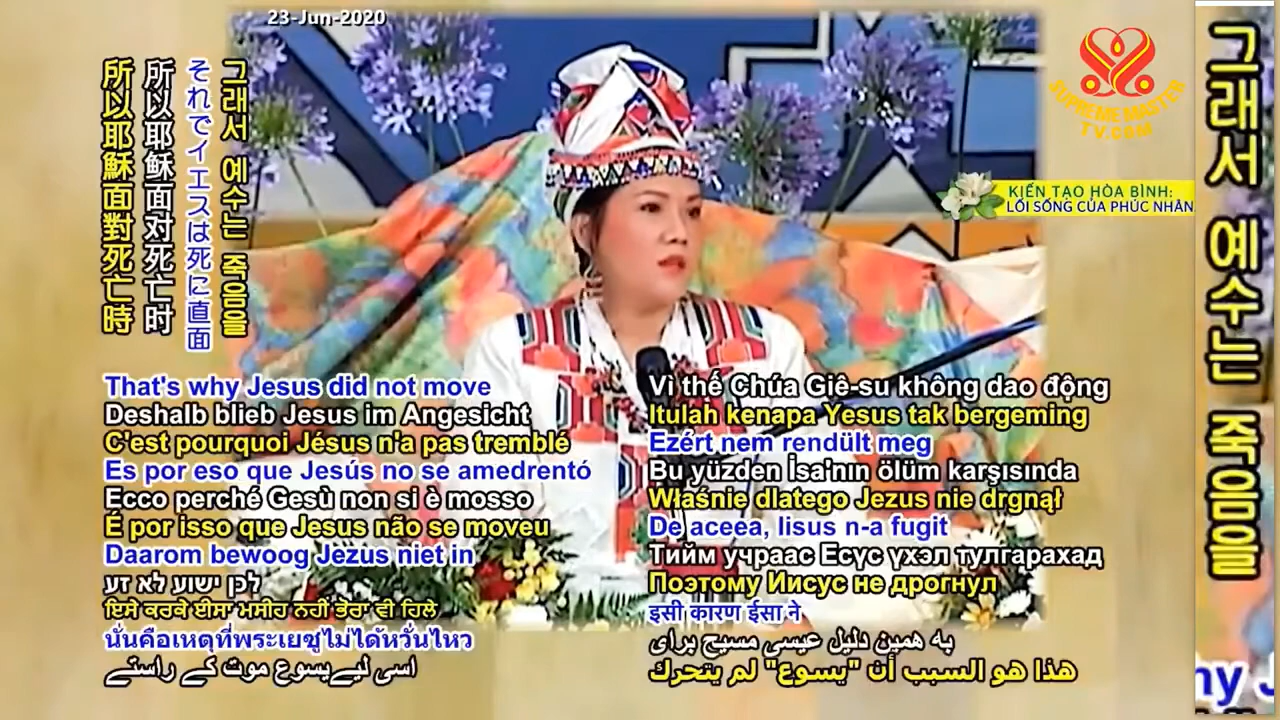 23-Jun-2020
SUPREME MASTER
TV.COM
KIẾN TẠO HÒA BÌNH:
LỐI SỐNG CỦA PHÚC NHÂN
그래서 예수는 죽음을
それでイエスは死に直面
所以耶稣面对死亡时
所以耶穌面對死亡時
That's why Jesus did not move
Deshalb blieb Jesus im Angesicht
C'est pourquoi Jésus n'a pas tremblé
Es por eso que Jesús no se amedrentó
Ecco perché Gesù non si è mosso
É por isso que Jesus não se moveu
Daarom bewoog Jezus niet in
לכן ישוע לא זע
ਇਸੇ ਕਰਕੇ ਈਸਾ ਮਸੀਹ ਨਹੀਂ ਭੋਰਾ ਵੀ ਹਿਲੇ
นั่นคือเหตุที่พระเยซูไม่ได้หวั่นไหว
اسی لیے یسوع موت کے راستے
Vì thế Chúa Giê-su không dao động
Itulah kenapa Yesus tak bergeming
Ezért nem rendült meg
Bu yüzden İsa'nın ölüm karşısında
Właśnie dlatego Jezus nie drgnął
De aceea, Iisus n-a fugit
Тийм учраас Есүс үхэл тулгарахад
Поэтому Иисус не дрогнул
इसी कारण ईसा ने
به همین دلیل عیسی مسیح برای
هذا هو السبب أن "يسوع" لم يتحرك
그래서 예수는 죽음을
hy J